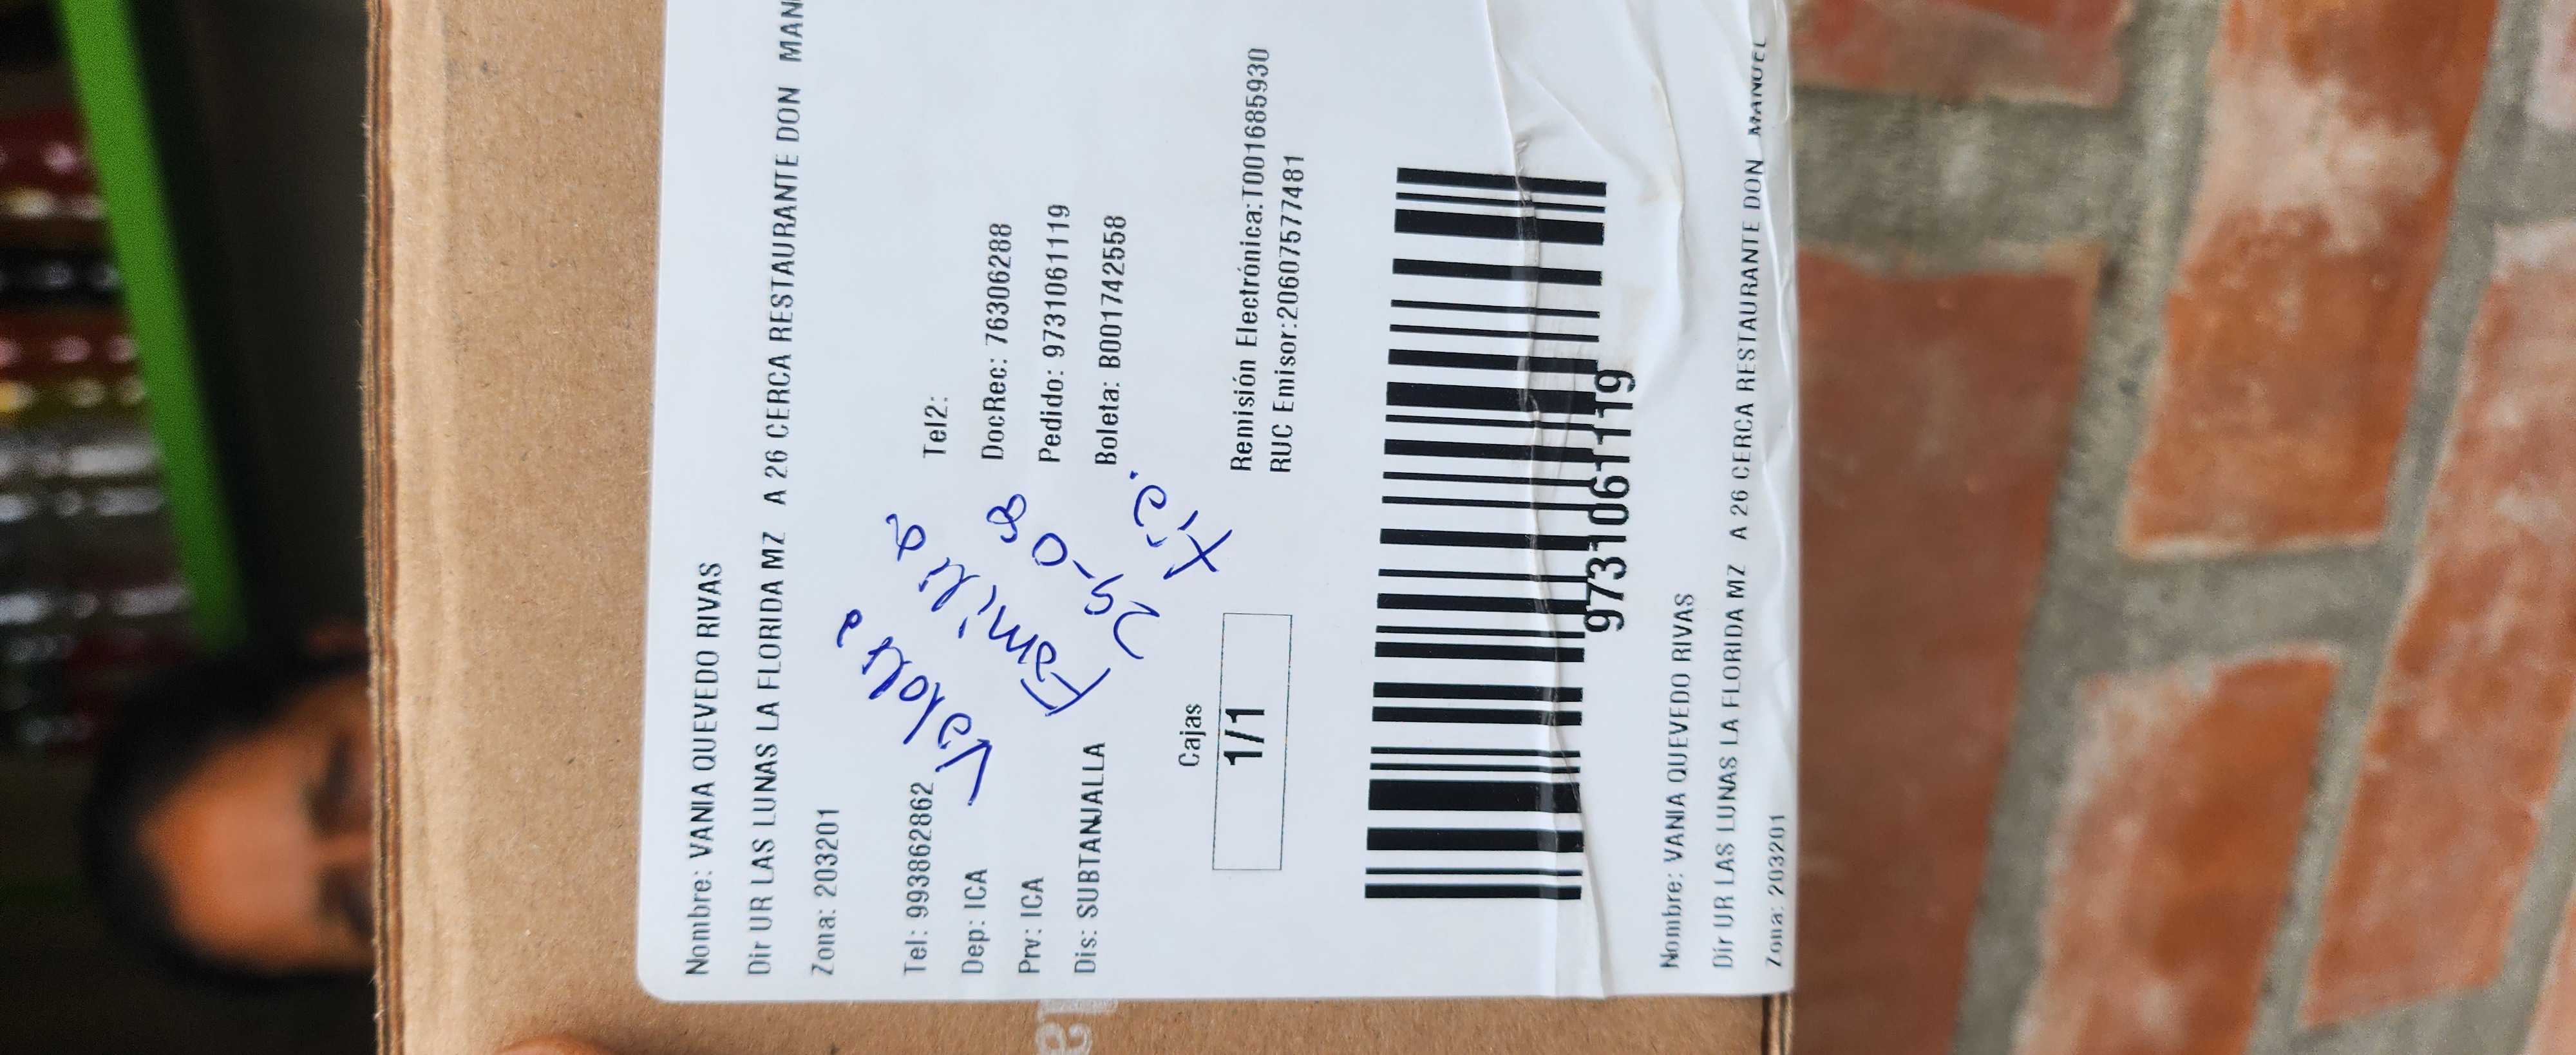 Nombre: VANIA QUEVEDO RIVAS
Dir UR LAS LUNAS LA FLORIDA MZ A 26 CERCA RESTAURANTE DON MAN
Zona: 203201
Tel: 993862862 Tel2:
Dep: ICA DocRec: 76306288
Prv: ICA Pedido: 9731061119
Dis: SUBTANJALLA Boleta: B001742558
Familia
29-08
tia.
Cajas
1/1
Remisión Electrónica:T001685930
RUC Emisor:20607577481
9731061119
Nombre: VANIA QUEVEDO RIVAS
Dir UR LAS LUNAS LA FLORIDA MZ A 26 CERCA RESTAURANTE DON MANUEL
Zona: 203201
la